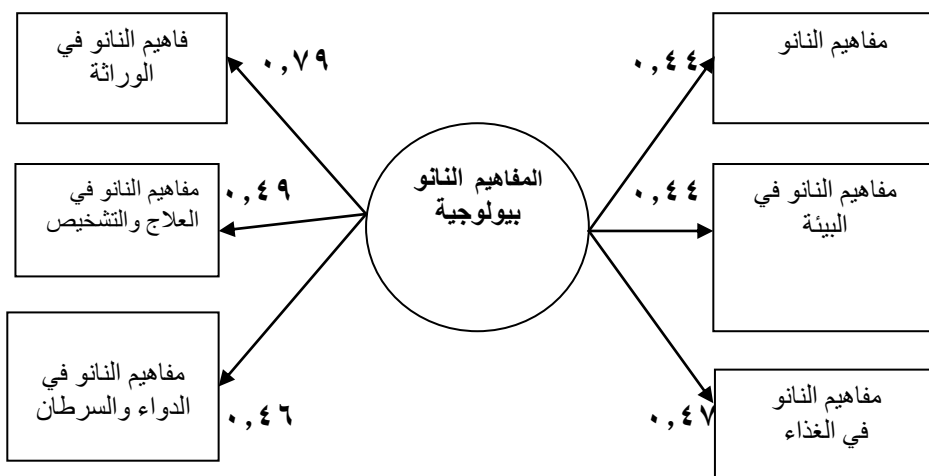 مفاهيم النانو
٠,٤٤
مفاهيم النانو في
البيئة
٠,٤٤
مفاهيم النانو
في الغذاء
٠,٤٧
المفاهيم النانو
بيولوجية
فاهيم النانو في
الوراثة
٠,٧٩
مفاهيم النانو في
العلاج والتشخيص
٠,٤٩
مفاهيم النانو في
الدواء والسرطان
٠,٤٦